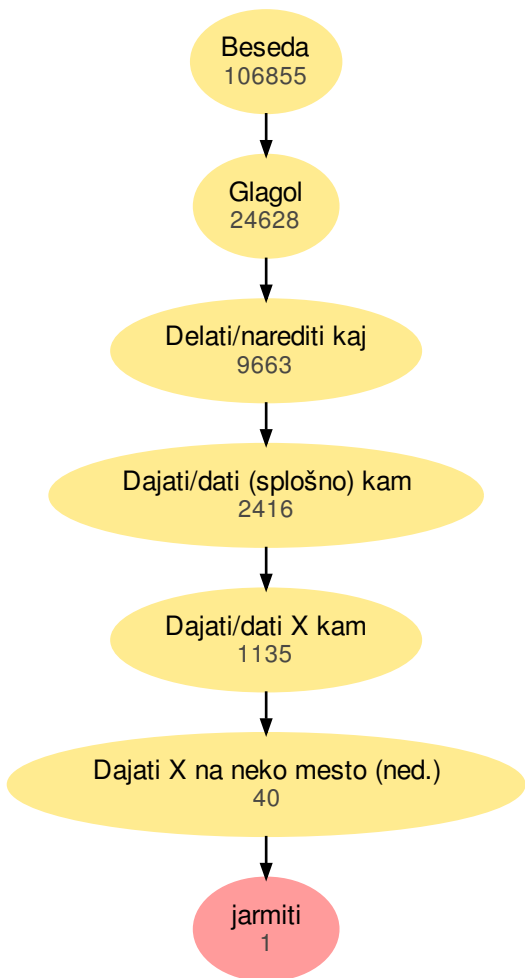 Beseda
106855
Glagol
24628
Delati/narediti kaj
9663
Dajati/dati (splošno) kam
2416
Dajati/dati X kam
1135
Dajati X na neko mesto (ned.)
40
jarmiti
1